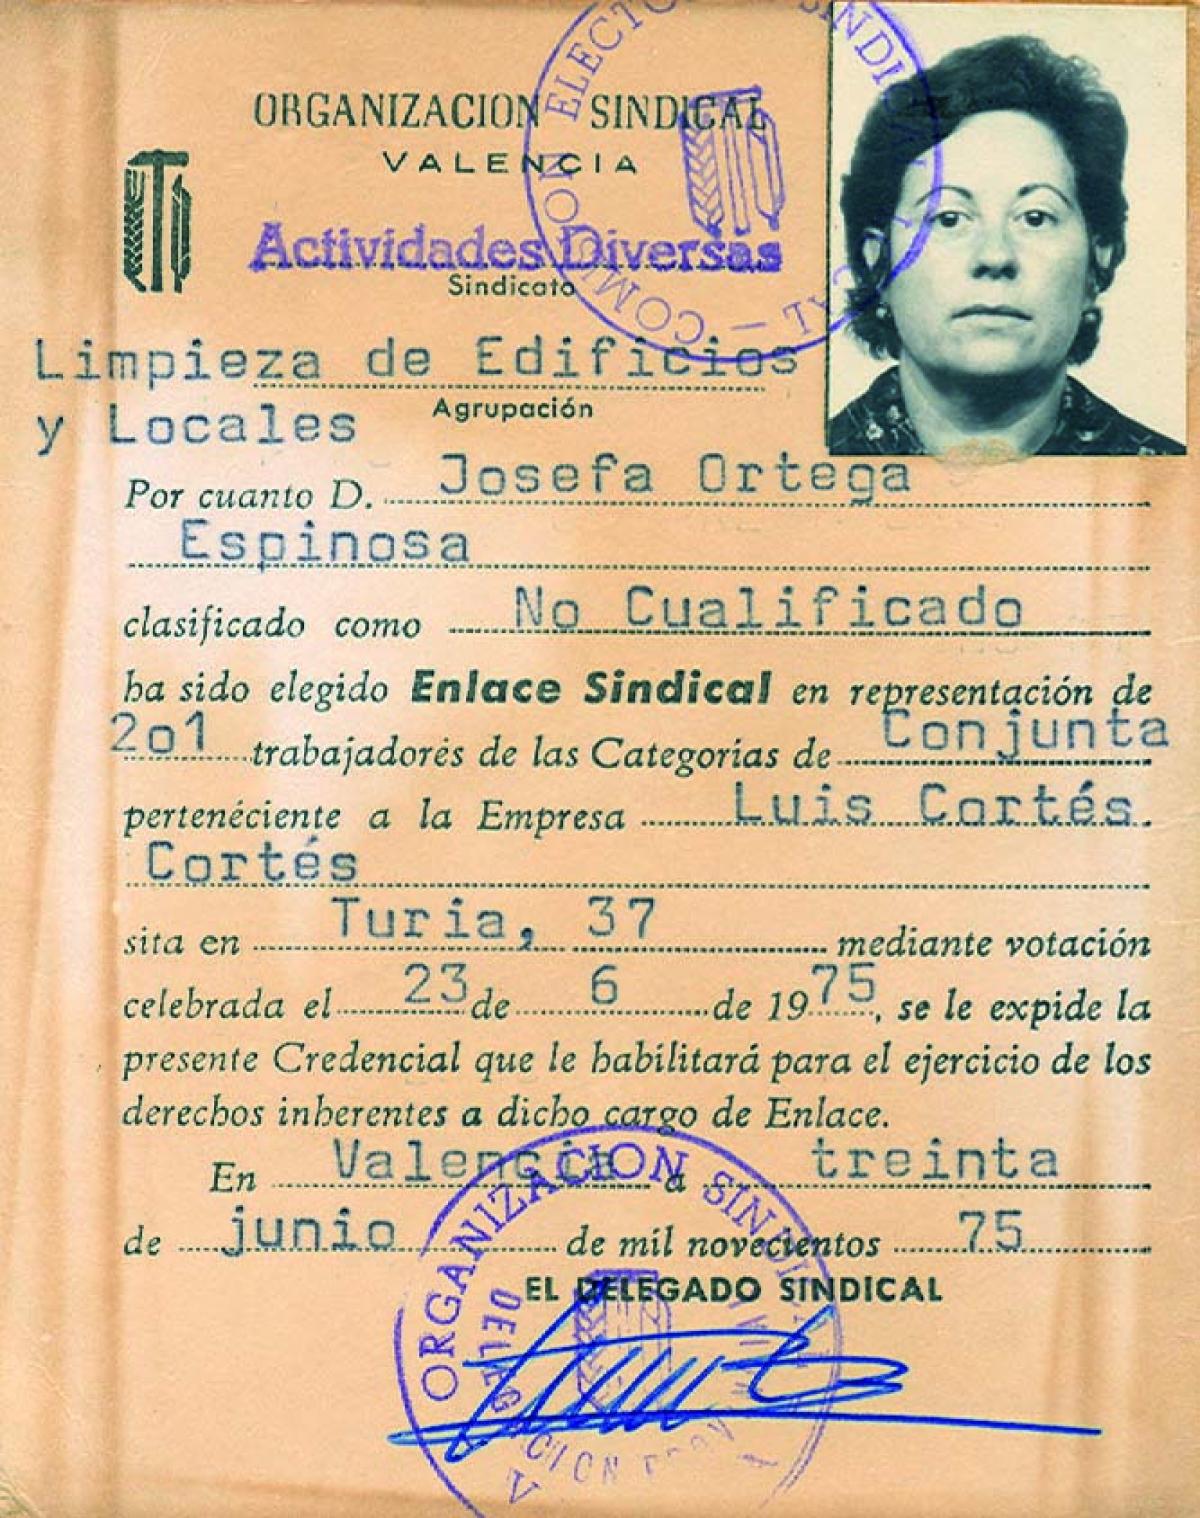 ORGANIZACION SINDICAL
VALENCIA
Actividades Diversas
Sindicato
Limpieza de Edificios
Agrupación
y Locales
Por cuanto D. Josefa Ortega
Espinosa
clasificado como No Cualificado
ha sido elegido Enlace Sindical en representación de
2o1 trabajadores de las Categorías de Conjunta
perteneciente a la Empresa Luis Cortés
Cortés
sita en Turia, 37 mediante votación
celebrada el 23 de 6 de 1975, se le expide la
presente Credencial que le habilitará para el ejercicio de los
derechos inherentes a dicho cargo de Enlace.
En Valencia a treinta
de junio de mil novecientos 75
EL DELEGADO SINDICAL
ORGANIZACION SINDICAL